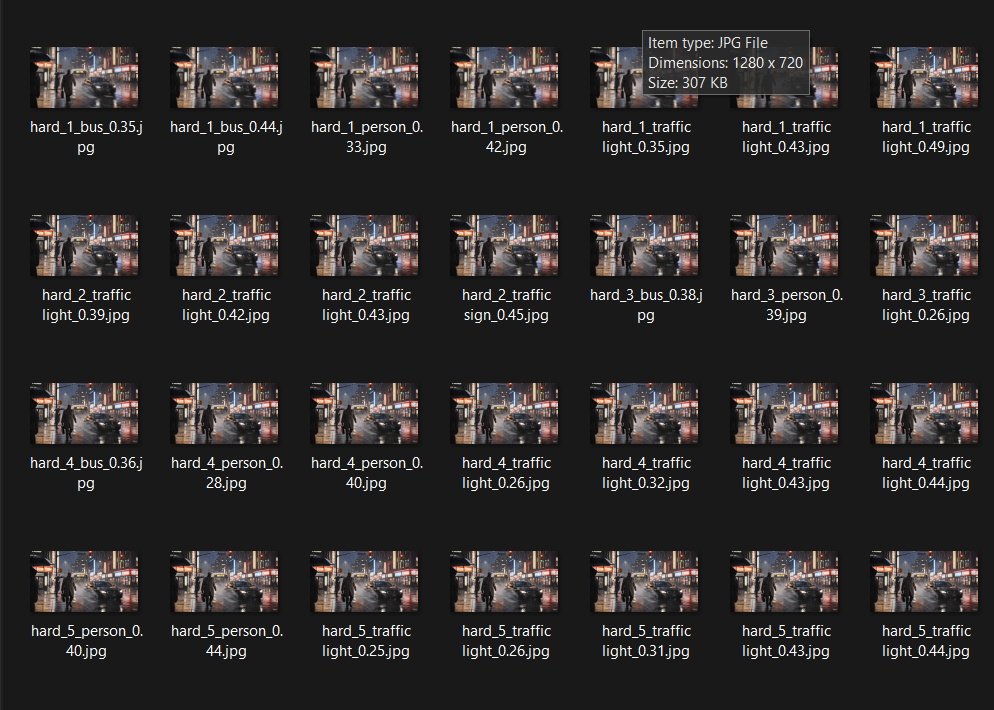 Item type: JPG File
Dimensions: 1280 x 720
Size: 307 KB
hard_1_bus_0.35.j
pg
hard_1_bus_0.44.j
pg
hard_1_person_0.
33.jpg
hard_1_person_0.
42.jpg
hard_1_traffic
light_0.35.jpg
hard_1_traffic
light_0.43.jpg
hard_1_traffic
light_0.49.jpg
hard_2_traffic
light_0.39.jpg
hard_2_traffic
light_0.42.jpg
hard_2_traffic
light_0.43.jpg
hard_2_traffic
sign_0.45.jpg
hard_3_bus_0.38.j
pg
hard_3_person_0.
39.jpg
hard_3_traffic
light_0.26.jpg
hard_4_bus_0.36.j
pg
hard_4_person_0.
28.jpg
hard_4_person_0.
40.jpg
hard_4_traffic
light_0.26.jpg
hard_4_traffic
light_0.32.jpg
hard_4_traffic
light_0.43.jpg
hard_4_traffic
light_0.44.jpg
hard_5_person_0.
40.jpg
hard_5_person_0.
44.jpg
hard_5_traffic
light_0.25.jpg
hard_5_traffic
light_0.26.jpg
hard_5_traffic
light_0.31.jpg
hard_5_traffic
light_0.43.jpg
hard_5_traffic
light_0.44.jpg